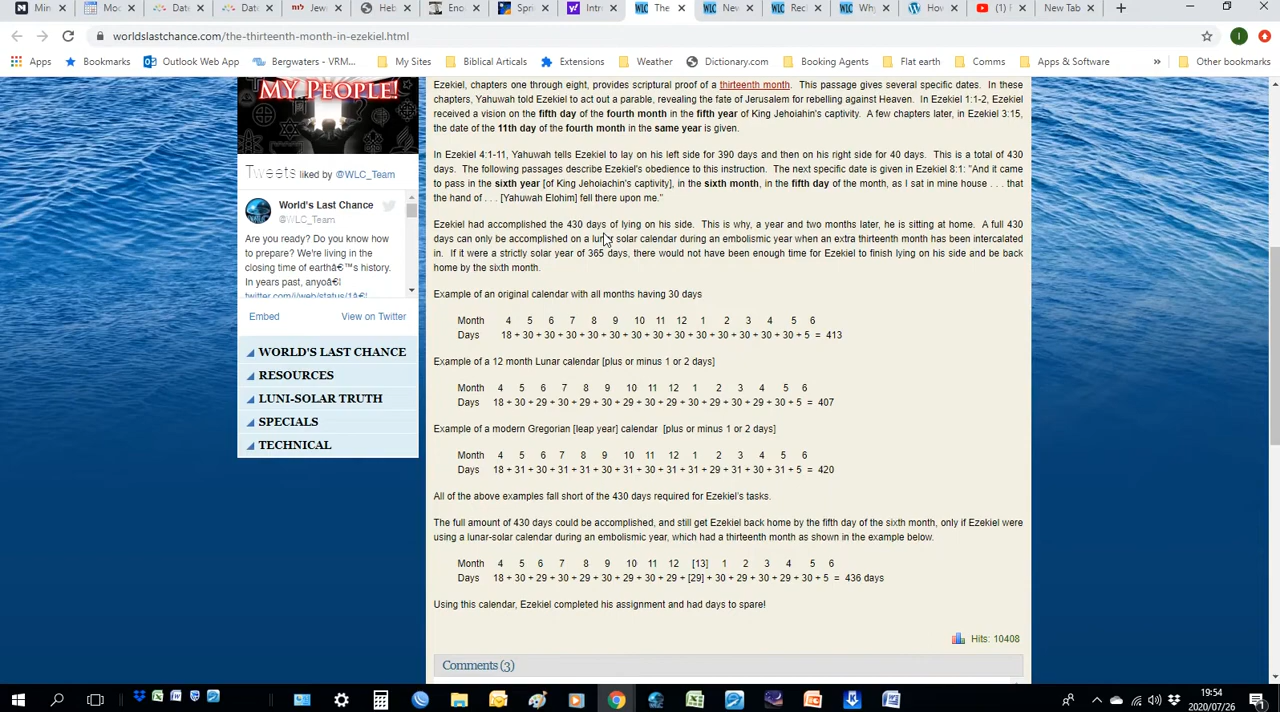 Min
Mod
Date
Date
Jewi
Heb
Eno
Spri
Intro
The
New
Recl
Why
How
(1) F
New Tab
worldslastchance.com/the-thirteenth-month-in-ezekiel.html
Apps
Bookmarks
Outlook Web App
Bergwaters - VRM...
My Sites
Biblical Articals
Extensions
Weather
Dictionary.com
Booking Agents
Flat earth
Comms
Apps & Software
»
Other bookmarks
MY PEOPLE!
Tweets liked by @WLC_Team
World's Last Chance
@WLC_Team
Are you ready? Do you know how
to prepare? We're living in the
closing time of earthâ€™s history.
In years past, anyoâ€¦
twitter.com/i/web/status/1â€¦
Embed
View on Twitter
WORLD'S LAST CHANCE
RESOURCES
LUNI-SOLAR TRUTH
SPECIALS
TECHNICAL
Ezekiel, chapters one through eight, provides scriptural proof of a thirteenth month. This passage gives several specific dates. In these
chapters, Yahuwah told Ezekiel to act out a parable, revealing the fate of Jerusalem for rebelling against Heaven. In Ezekiel 1:1-2, Ezekiel
received a vision on the fifth day of the fourth month in the fifth year of King Jehoiahin's captivity. A few chapters later, in Ezekiel 3:15,
the date of the 11th day of the fourth month in the same year is given.
In Ezekiel 4:1-11, Yahuwah tells Ezekiel to lay on his left side for 390 days and then on his right side for 40 days. This is a total of 430
days. The following passages describe Ezekiel's obedience to this instruction. The next specific date is given in Ezekiel 8:1: "And it came
to pass in the sixth year [of King Jehoiachin's captivity], in the sixth month, in the fifth day of the month, as I sat in mine house . . . that
the hand of . . . [Yahuwah Elohim] fell there upon me."
Ezekiel had accomplished the 430 days of lying on his side. This is why, a year and two months later, he is sitting at home. A full 430
days can only be accomplished on a lunar solar calendar during an embolismic year when an extra thirteenth month has been intercalated
in. If it were a strictly solar year of 365 days, there would not have been enough time for Ezekiel to finish lying on his side and be back
home by the sixth month.
Example of an original calendar with all months having 30 days
Month 4 5 6 7 8 9 10 11 12 1 2 3 4 5 6
Days 18 + 30 + 30 + 30 + 30 + 30 + 30 + 30 + 30 + 30 + 30 + 30 + 30 + 30 + 5 = 413
Example of a 12 month Lunar calendar [plus or minus 1 or 2 days]
Month 4 5 6 7 8 9 10 11 12 1 2 3 4 5 6
Days 18 + 30 + 29 + 30 + 29 + 30 + 29 + 30 + 29 + 30 + 29 + 30 + 29 + 30 + 5 = 407
Example of a modern Gregorian [leap year] calendar [plus or minus 1 or 2 days]
Month 4 5 6 7 8 9 10 11 12 1 2 3 4 5 6
Days 18 + 31 + 30 + 31 + 31 + 30 + 31 + 30 + 31 + 31 + 29 + 31 + 30 + 31 + 5 = 420
All of the above examples fall short of the 430 days required for Ezekiel's tasks.
The full amount of 430 days could be accomplished, and still get Ezekiel back home by the fifth day of the sixth month, only if Ezekiel were
using a lunar-solar calendar during an embolismic year, which had a thirteenth month as shown in the example below.
Month 4 5 6 7 8 9 10 11 12 [13] 1 2 3 4 5 6
Days 18 + 30 + 29 + 30 + 29 + 30 + 29 + 30 + 29 + [29] + 30 + 29 + 30 + 29 + 30 + 5 = 436 days
Using this calendar, Ezekiel completed his assignment and had days to spare!
Hits: 10408
Comments (3)
19:54
2020/07/26